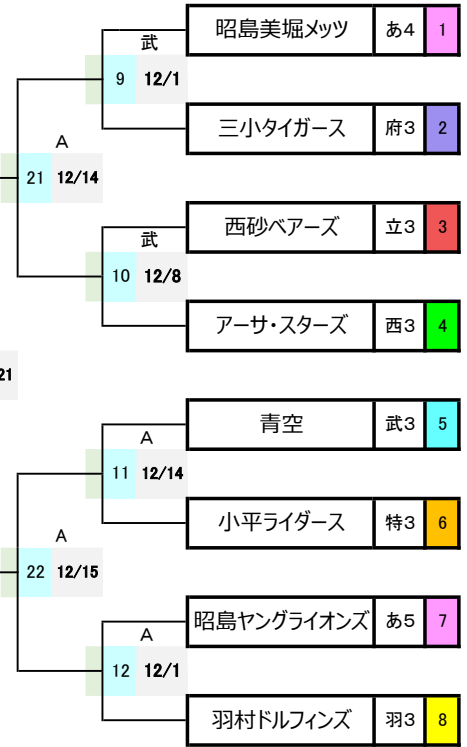 昭島美堀メッツ あ4 1
武
9 12/1
三小タイガース 府3 2
A
21 12/14
西砂ベアーズ 立3 3
武
10 12/8
アーサ・スターズ 西3 4
21
青空 武3 5
A
11 12/14
小平ライダース 特3 6
A
22 12/15
昭島ヤングライオンズ あ5 7
A
12 12/1
羽村ドルフィンズ 羽3 8